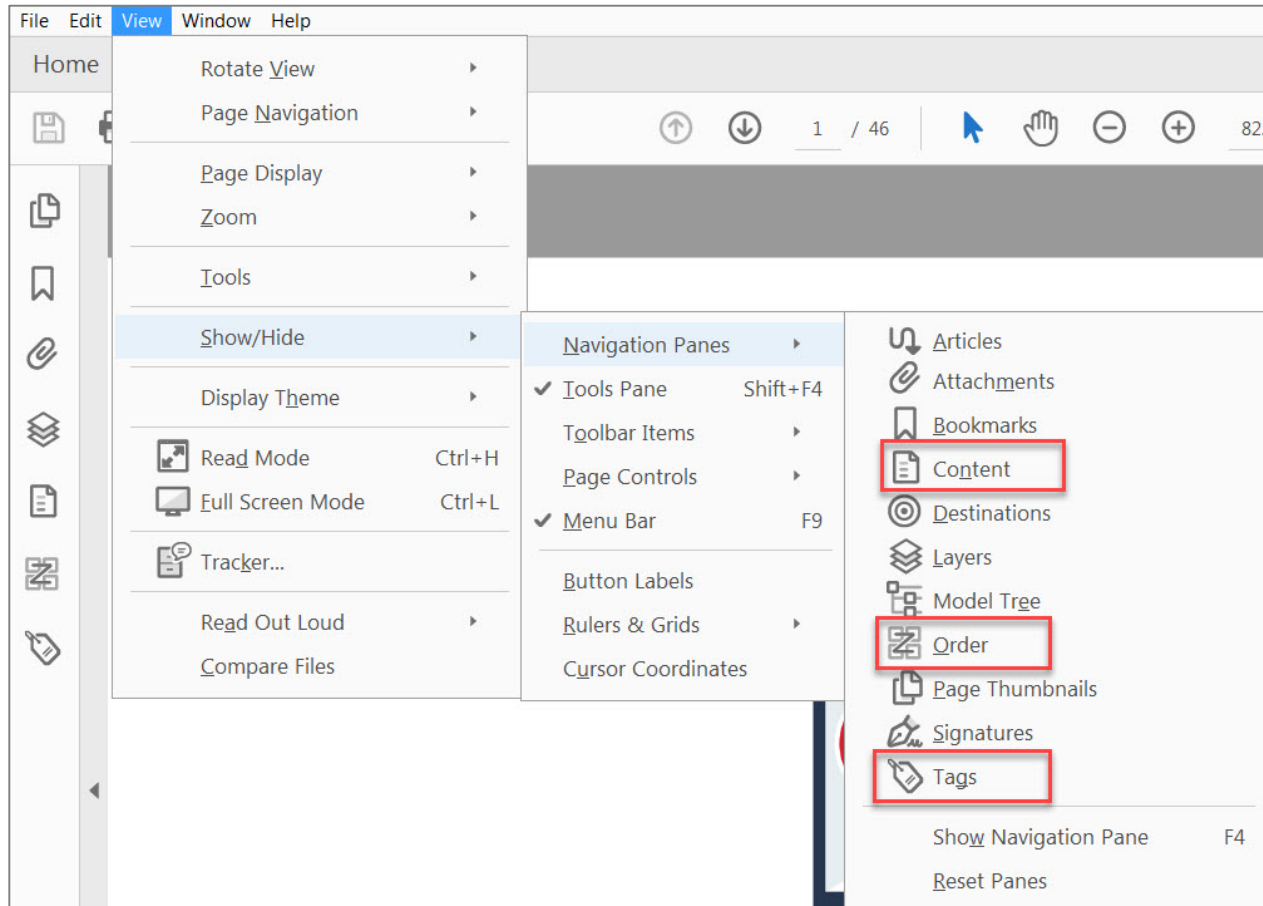 File Edit View Window Help
Home
1 / 46
82.
Rotate View
Page Navigation
Page Display
Zoom
Tools
Show/Hide
Display Theme
Read Mode Ctrl+H
Full Screen Mode Ctrl+L
Tracker...
Read Out Loud
Compare Files
Navigation Panes
Tools Pane Shift+F4
Toolbar Items
Page Controls
Menu Bar F9
Button Labels
Rulers & Grids
Cursor Coordinates
Articles
Attachments
Bookmarks
Content
Destinations
Layers
Model Tree
Order
Page Thumbnails
Signatures
Tags
Show Navigation Pane F4
Reset Panes